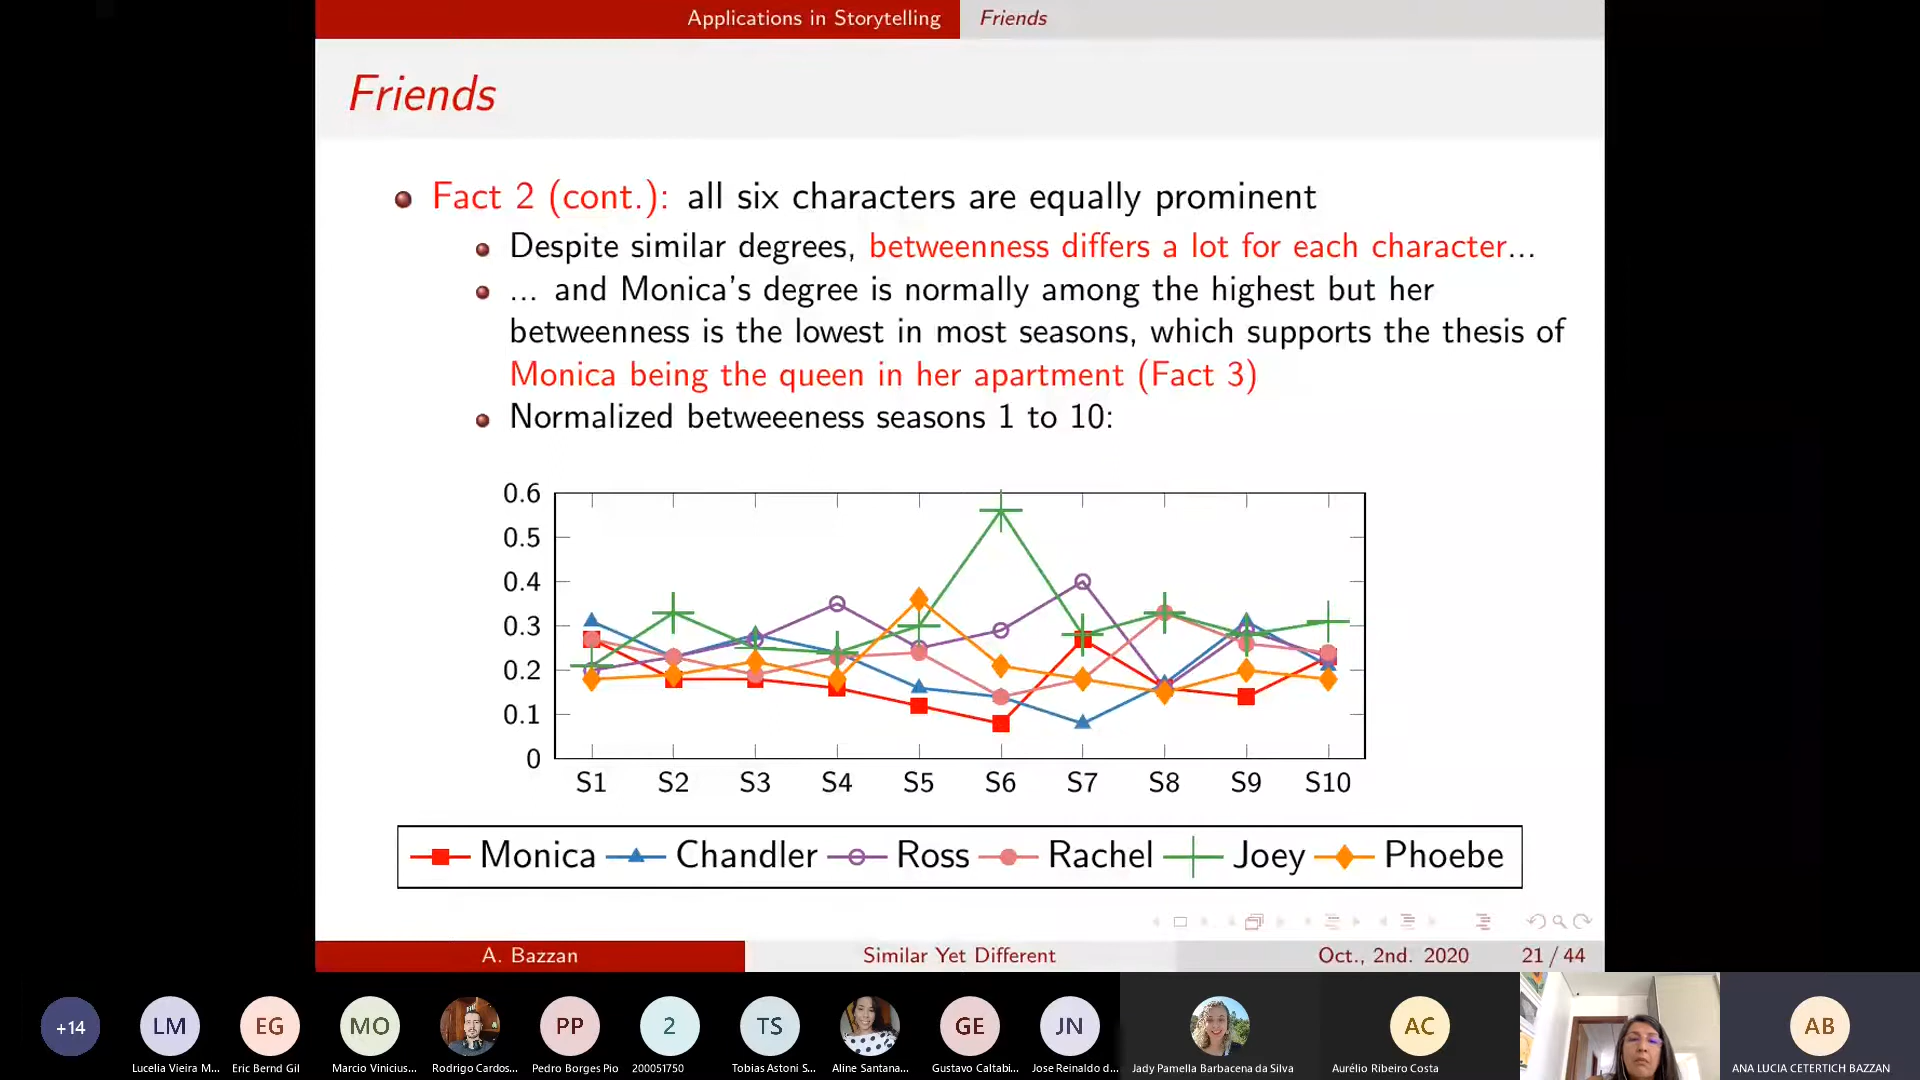 Applications in Storytelling
Friends
Friends
Fact 2 (cont.): all six characters are equally prominent
Despite similar degrees, betweenness differs a lot for each character...
... and Monica's degree is normally among the highest but her
betweenness is the lowest in most seasons, which supports the thesis of
Monica being the queen in her apartment (Fact 3)
Normalized betweeeness seasons 1 to 10:
0.6
0.5
0.4
0.3
0.2
0.1
0
S1 S2 S3 S4 S5 S6 S7 S8 S9 S10
Monica Chandler Ross Rachel Joey Phoebe
A. Bazzan
Similar Yet Different
Oct., 2nd. 2020
21 / 44
+14 LM EG MO PP 2 TS GE JN AC AB
Lucelia Vieira M... Eric Bernd Gil Marcio Vinicius... Rodrigo Cardos... Pedro Borges Pio 200051750 Tobias Astoni S... Aline Santana... Gustavo Caltabi... Jose Reinaldo d... Jady Pamella Barbacena da Silva Aurélio Ribeiro Costa ANA LUCIA CETERTICH BAZZAN